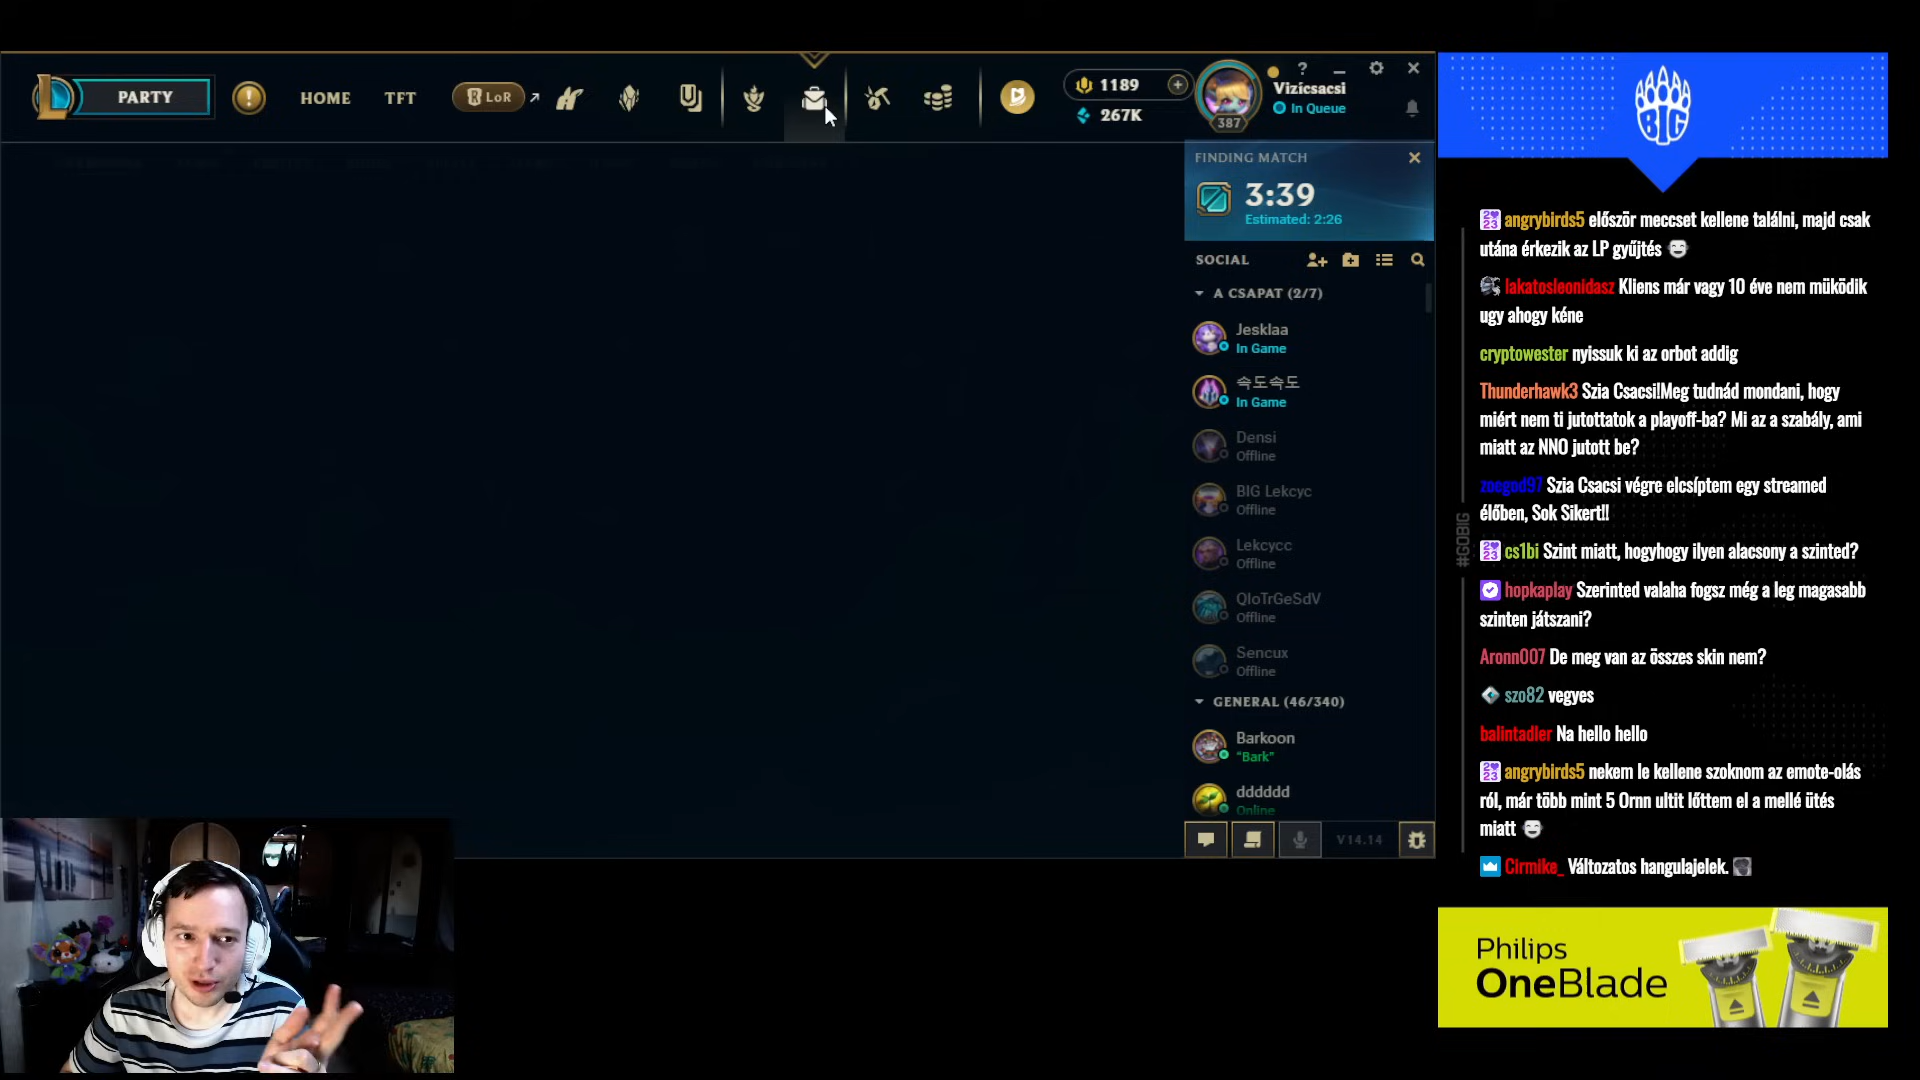 PARTY
HOME
TFT
LoR
1189
267K
387
Vizicsacsi
In Queue
FINDING MATCH
3:39
Estimated: 2:26
SOCIAL
A CSAPAT (2/7)
Jesklaa
In Game
속도속도
In Game
Densi
Offline
BIG Lekcyc
Offline
Lekcycc
Offline
QloTrGeSdV
Offline
Sencux
Offline
GENERAL (46/340)
Barkoon
"Bark"
dddddd
Online
V14.14
BIG
#GOBIG
angrybirds5 először meccset kellene találni, majd csak
utána érkezik az LP gyűjtés
lakatosleonidasz Kliens már vagy 10 éve nem müködik
ugy ahogy kéne
cryptowester nyissuk ki az orbot addig
Thunderhawk3 Szia Csacsi!Meg tudnád mondani, hogy
miért nem ti jutottatok a playoff-ba? Mi az a szabály, ami
miatt az NNO jutott be?
zoegod97 Szia Csacsi végre elcsíptem egy streamed
élőben, Sok Sikert!!
cs1bi Szint miatt, hogyhogy ilyen alacsony a szinted?
hopkaplay Szerinted valaha fogsz még a leg magasabb
szinten játszani?
Aronn007 De meg van az összes skin nem?
szo82 vegyes
balintadler Na hello hello
angrybirds5 nekem le kellene szoknom az emote-olás
ról, már több mint 5 Ornn ultit lőttem el a mellé ütés
miatt
Cirmike_ Változatos hangulajelek.
Philips
OneBlade